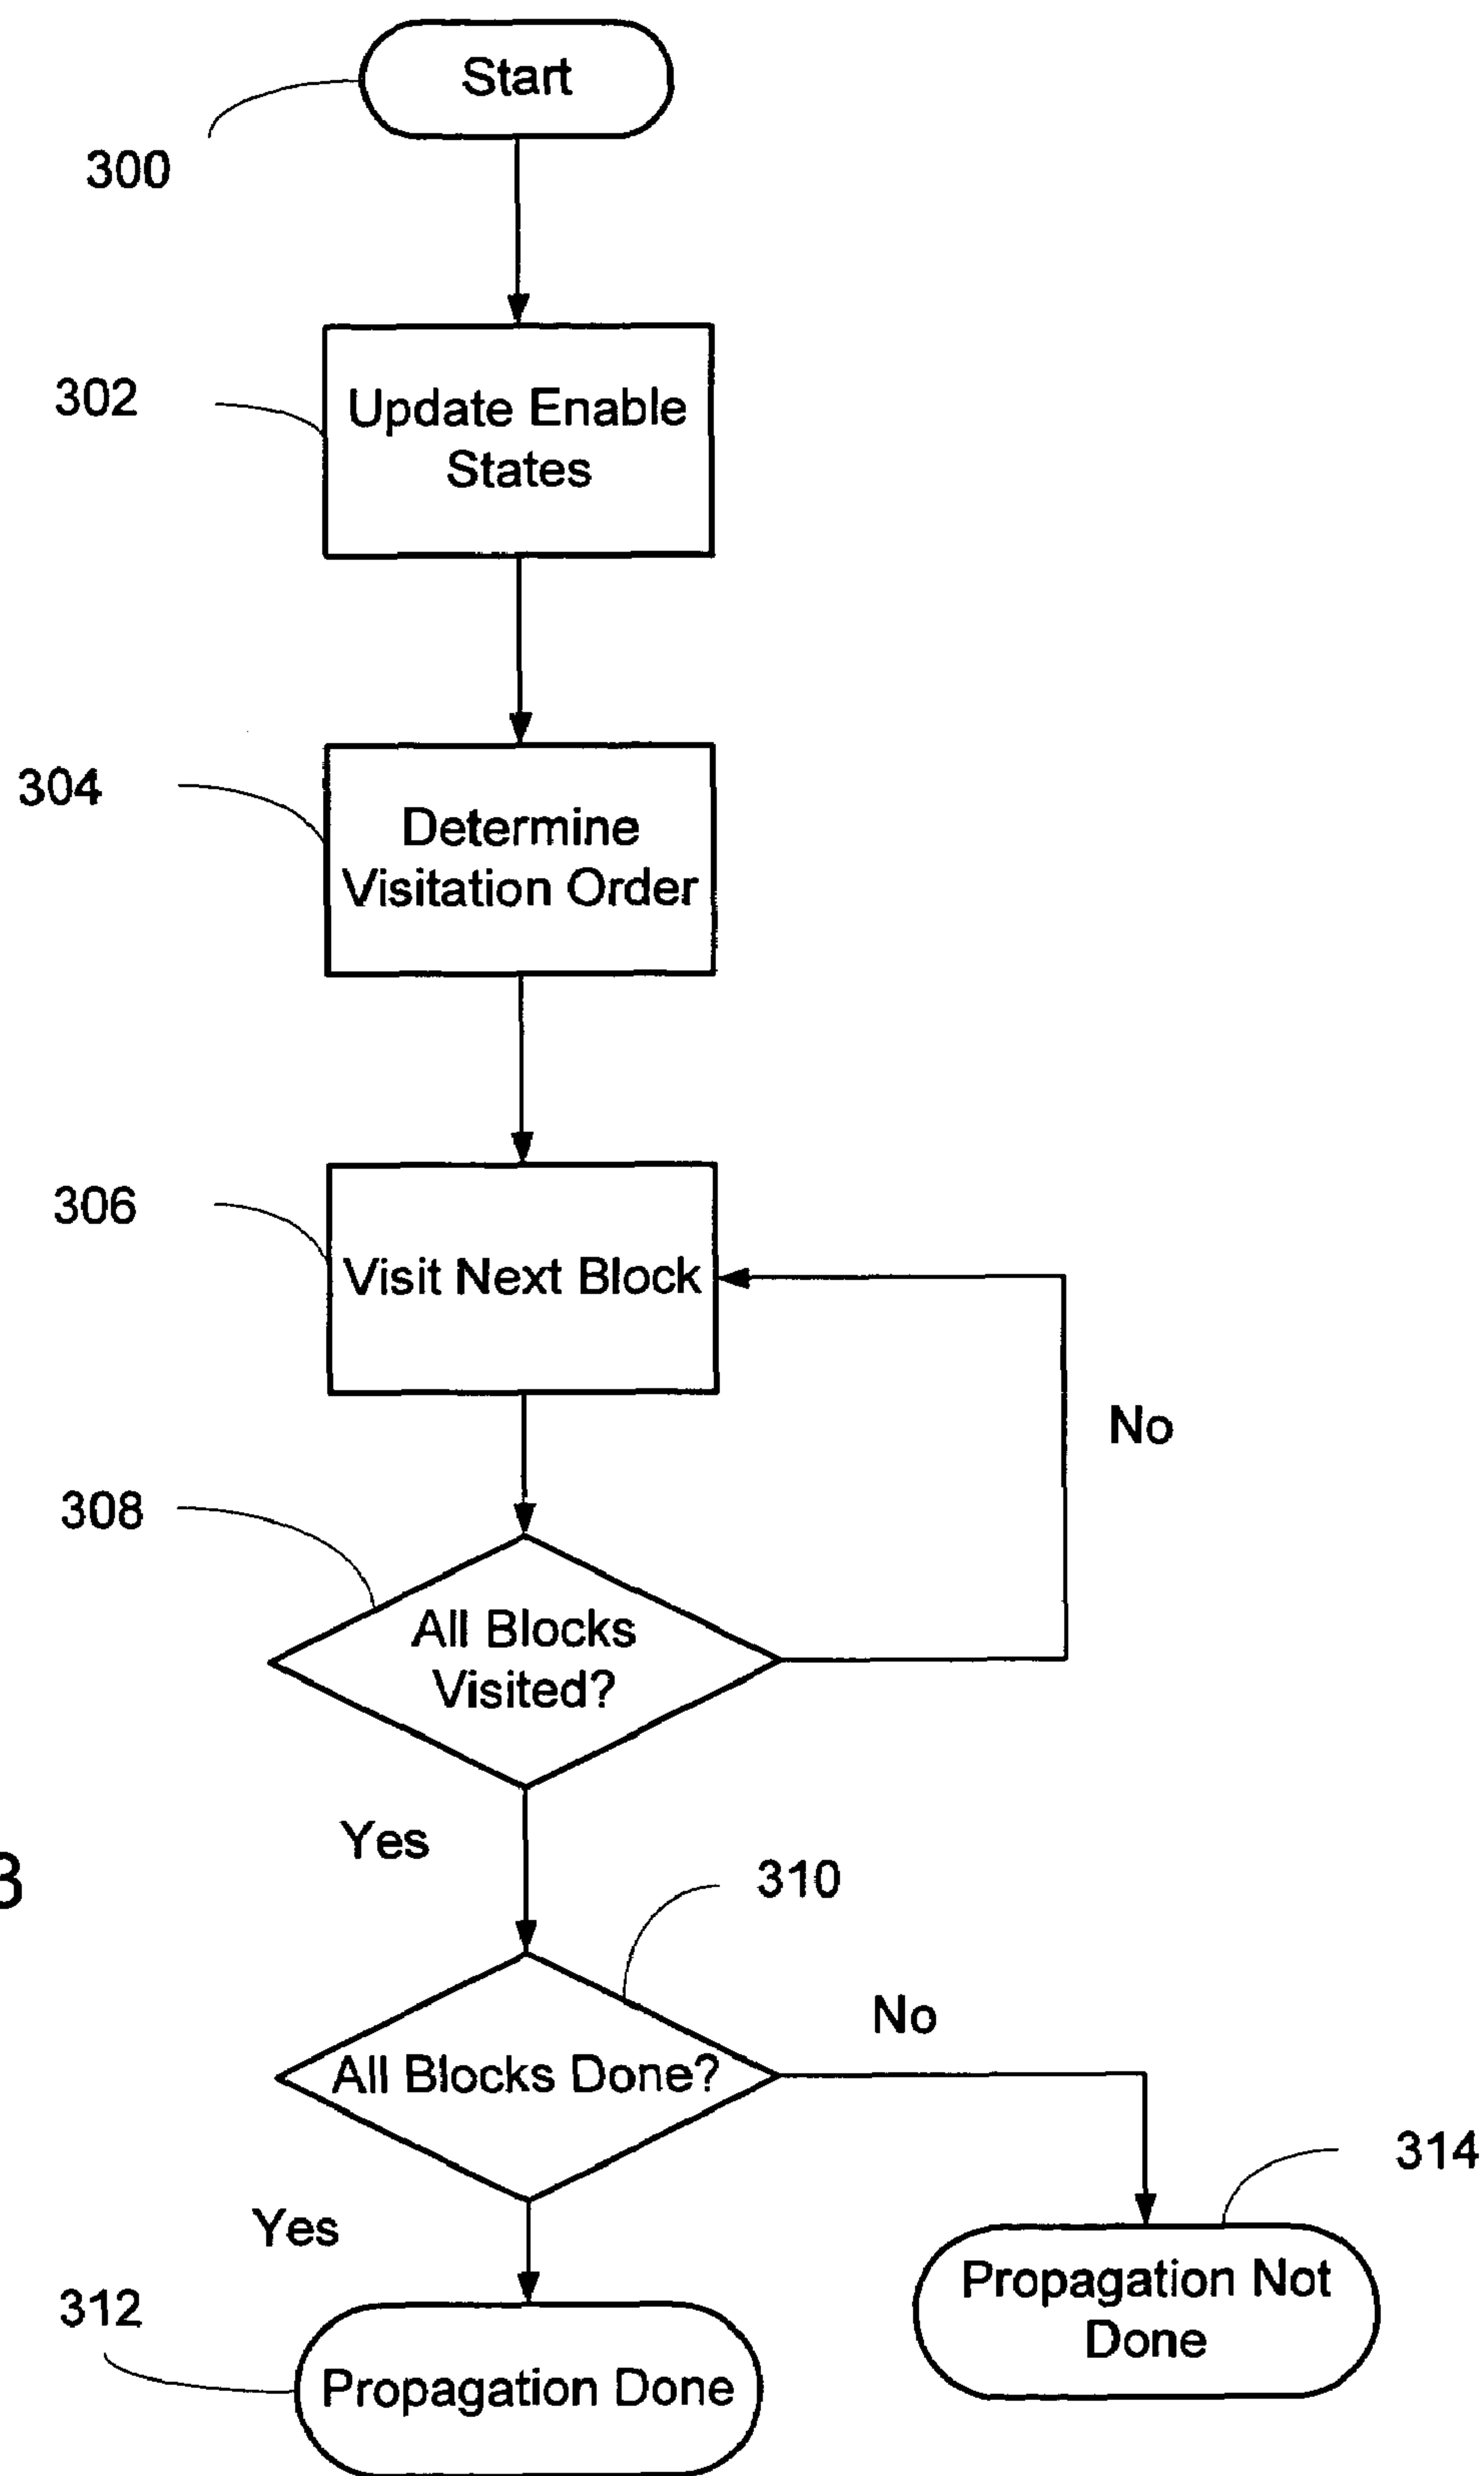 Start
300
302
Update Enable
States
304
Determine
Visitation Order
306
Visit Next Block
No
308
All Blocks
Visited?
Yes
3
310
No
All Blocks Done?
314
Yes
Propagation Not
Done
312
Propagation Done